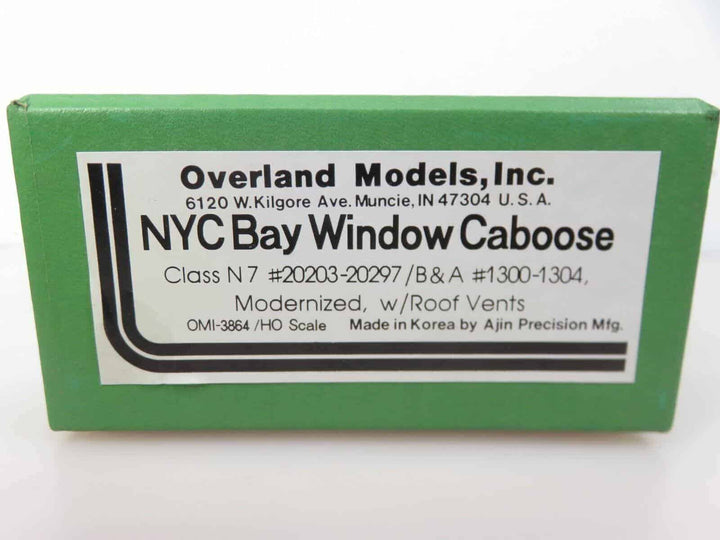 Overland Models, Inc.
6120 W. Kilgore Ave. Muncie, IN 47304 U.S.A.
NYC Bay Window Caboose
Class N7 #20203-20297/B&A #1300-1304,
Modernized, w/Roof Vents
OMI-3864/HO Scale Made in Korea by Ajin Precision Mfg.